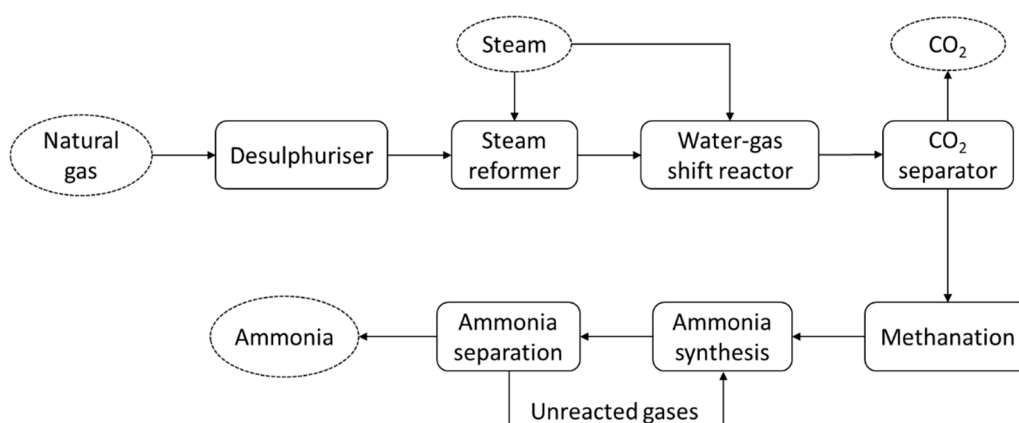 Steam
CO₂
Natural
gas
Desulphuriser
Steam
reformer
Water-gas
shift reactor
CO₂
separator
Ammonia
Ammonia
separation
Ammonia
synthesis
Methanation
Unreacted gases